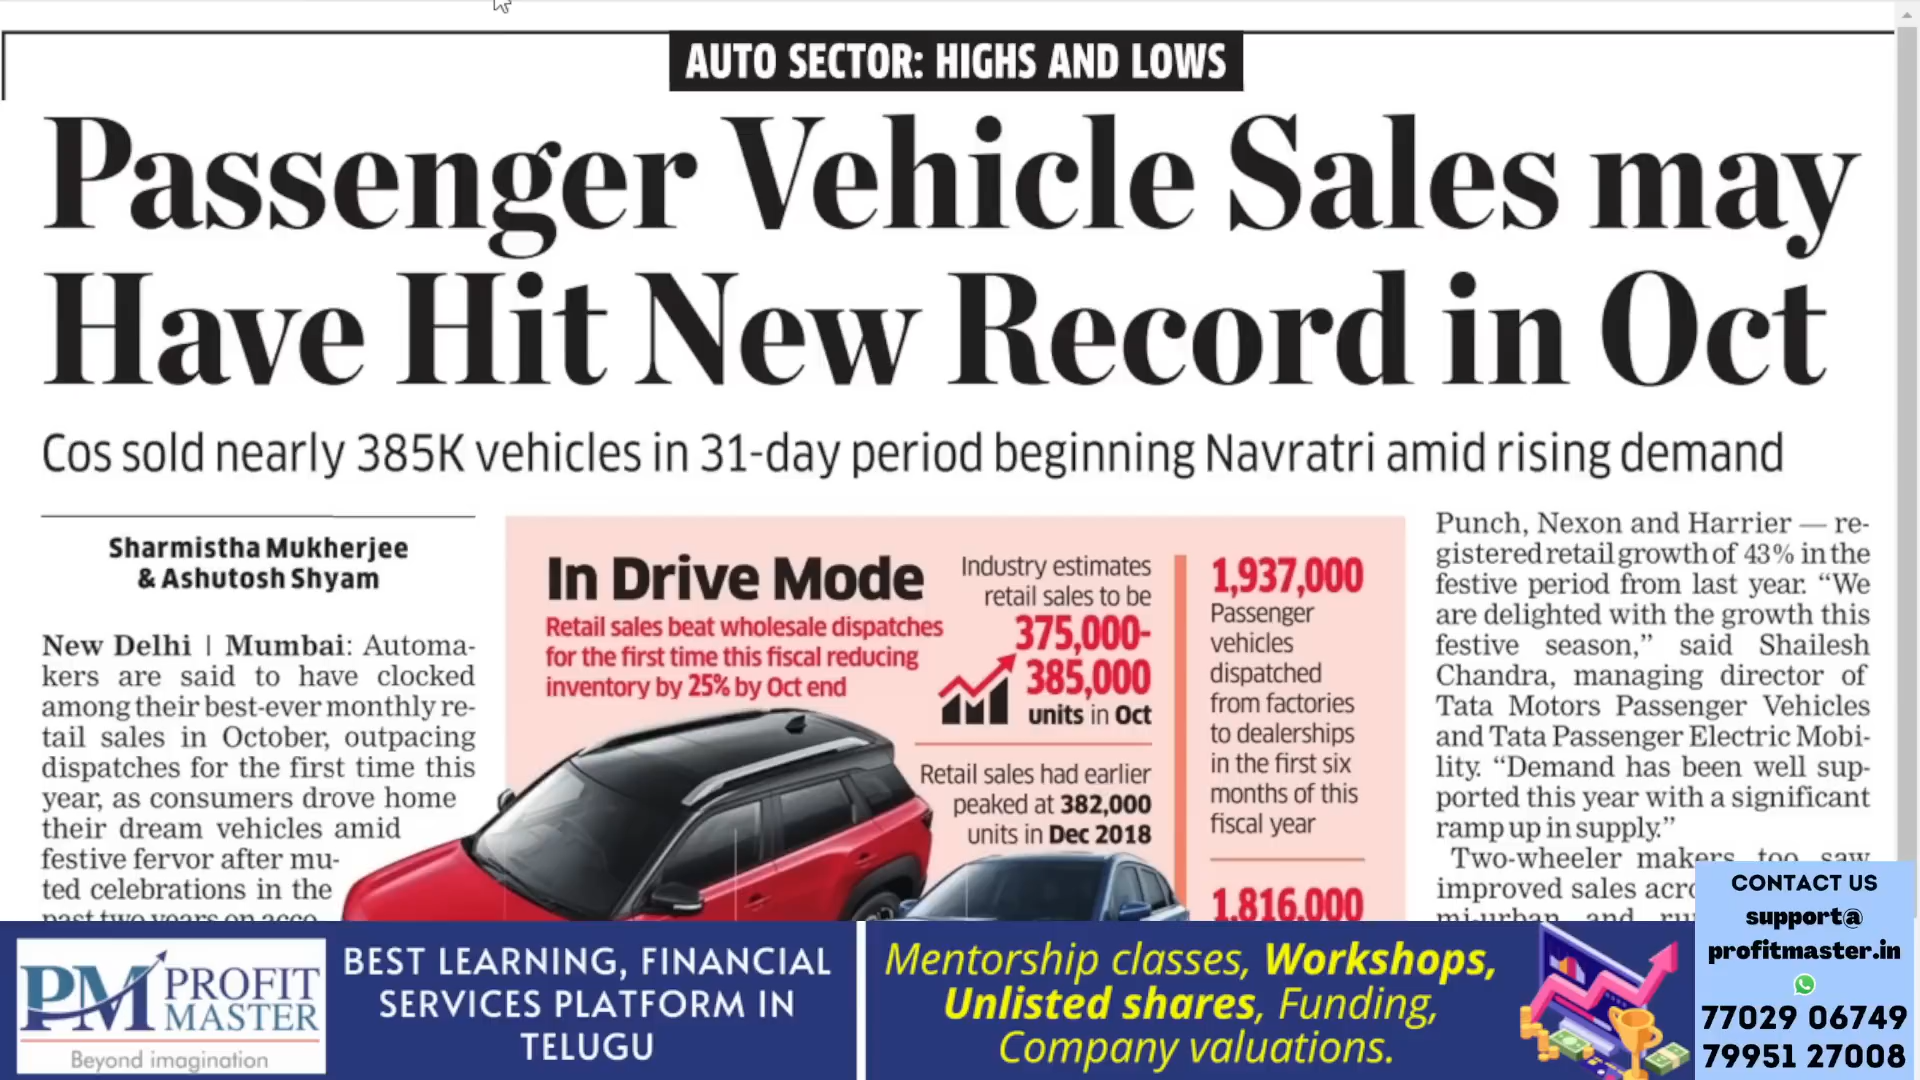 AUTO SECTOR: HIGHS AND LOWS
Passenger Vehicle Sales may
Have Hit New Record in Oct
Cos sold nearly 385K vehicles in 31-day period beginning Navratri amid rising demand
Sharmistha Mukherjee
& Ashutosh Shyam
New Delhi | Mumbai: Automa-
kers are said to have clocked
among their best-ever monthly re-
tail sales in October, outpacing
dispatches for the first time this
year, as consumers drove home
their dream vehicles amid
festive fervor after mu-
ted celebrations in the
past two years on acco-
In Drive Mode
Retail sales beat wholesale dispatches
for the first time this fiscal reducing
inventory by 25% by Oct end
Industry estimates
retail sales to be
375,000-
385,000
units in Oct
Retail sales had earlier
peaked at 382,000
units in Dec 2018
1,937,000
Passenger
vehicles
dispatched
from factories
to dealerships
in the first six
months of this
fiscal year
1,816,000
Punch, Nexon and Harrier — re-
gistered retail growth of 43% in the
festive period from last year. “We
are delighted with the growth this
festive season,” said Shailesh
Chandra, managing director of
Tata Motors Passenger Vehicles
and Tata Passenger Electric Mobi-
lity. “Demand has been well sup-
ported this year with a significant
ramp up in supply.”
Two-wheeler makers too saw
improved sales
mi-urban and
PM PROFIT
MASTER
Beyond imagination
BEST LEARNING, FINANCIAL
SERVICES PLATFORM IN
TELUGU
Mentorship classes, Workshops,
Unlisted shares, Funding,
Company valuations.
CONTACT US
support@
profitmaster.in
77029 06749
79951 27008